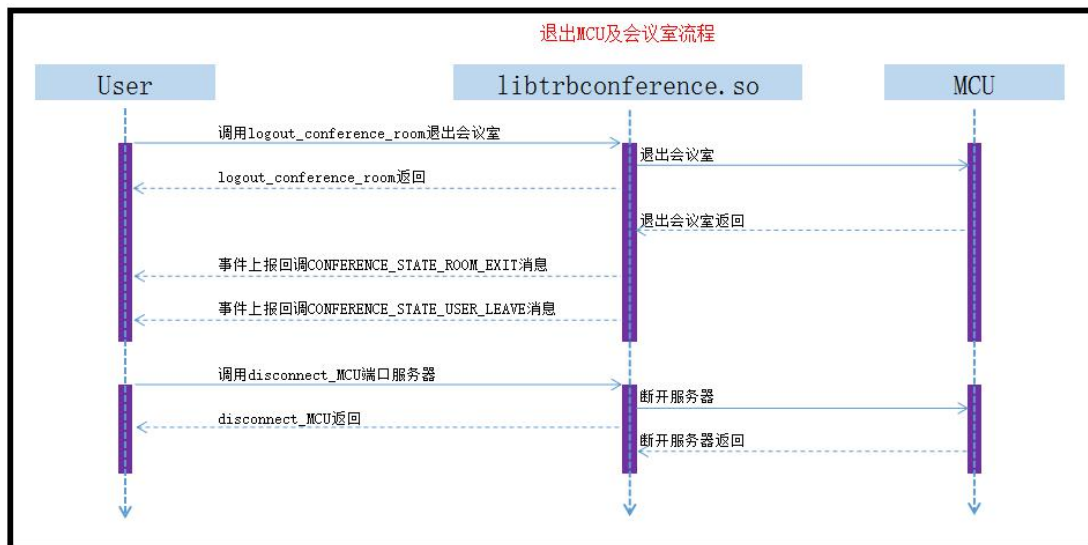 退出MCU及会议室流程
User
libtrbconference.so
MCU
调用logout_conference_room退出会议室
退出会议室
logout_conference_room返回
退出会议室返回
事件上报回调CONFERENCE_STATE_ROOM_EXIT消息
事件上报回调CONFERENCE_STATE_USER_LEAVE消息
调用disconnect_MCU端口服务器
断开服务器
disconnect_MCU返回
断开服务器返回